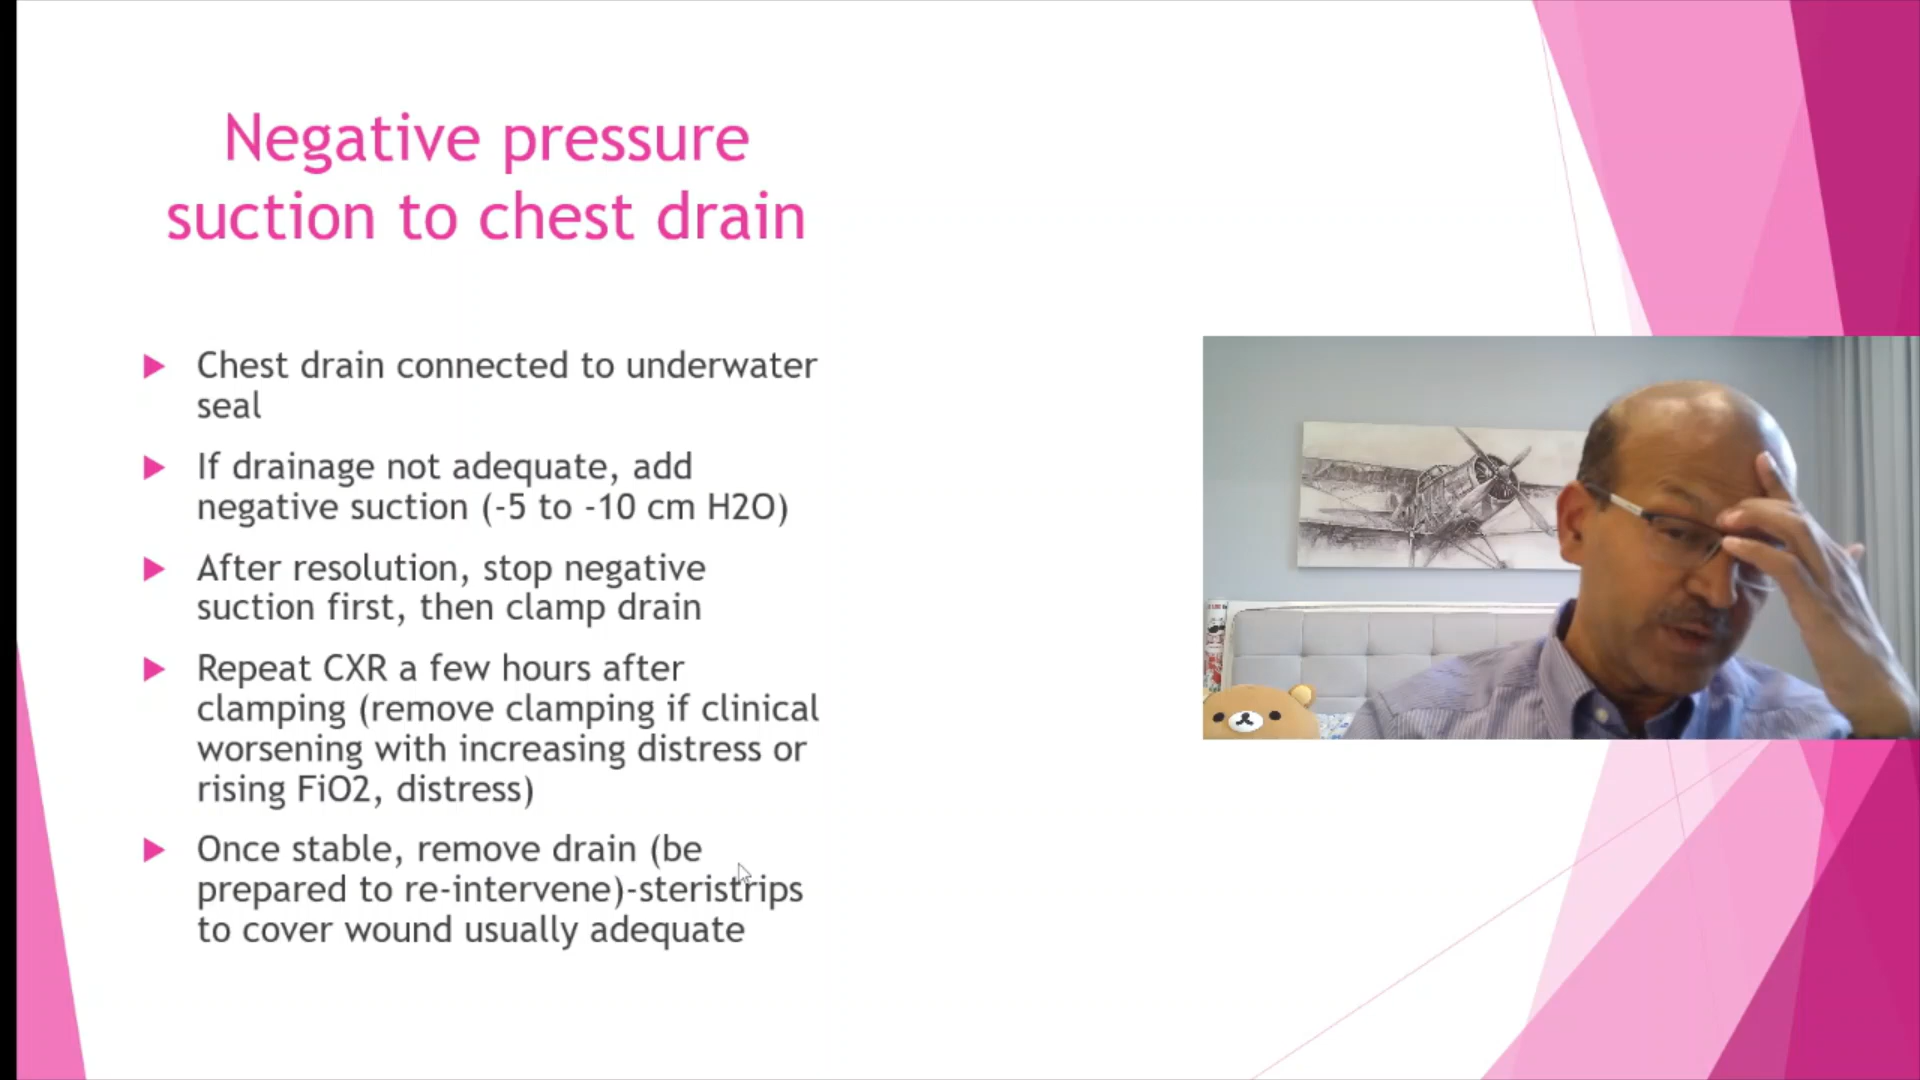 Negative pressure
suction to chest drain
Chest drain connected to underwater
seal
If drainage not adequate, add
negative suction (-5 to -10 cm H2O)
After resolution, stop negative
suction first, then clamp drain
Repeat CXR a few hours after
clamping (remove clamping if clinical
worsening with increasing distress or
rising FiO2, distress)
Once stable, remove drain (be
prepared to re-intervene)-steristrips
to cover wound usually adequate